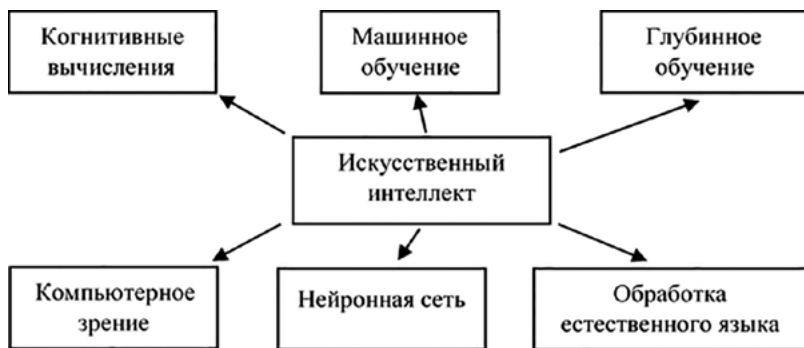 Когнитивные
вычисления
Машинное
обучение
Глубинное
обучение
Искусственный
интеллект
Компьютерное
зрение
Нейронная сеть
Обработка
естественного языка